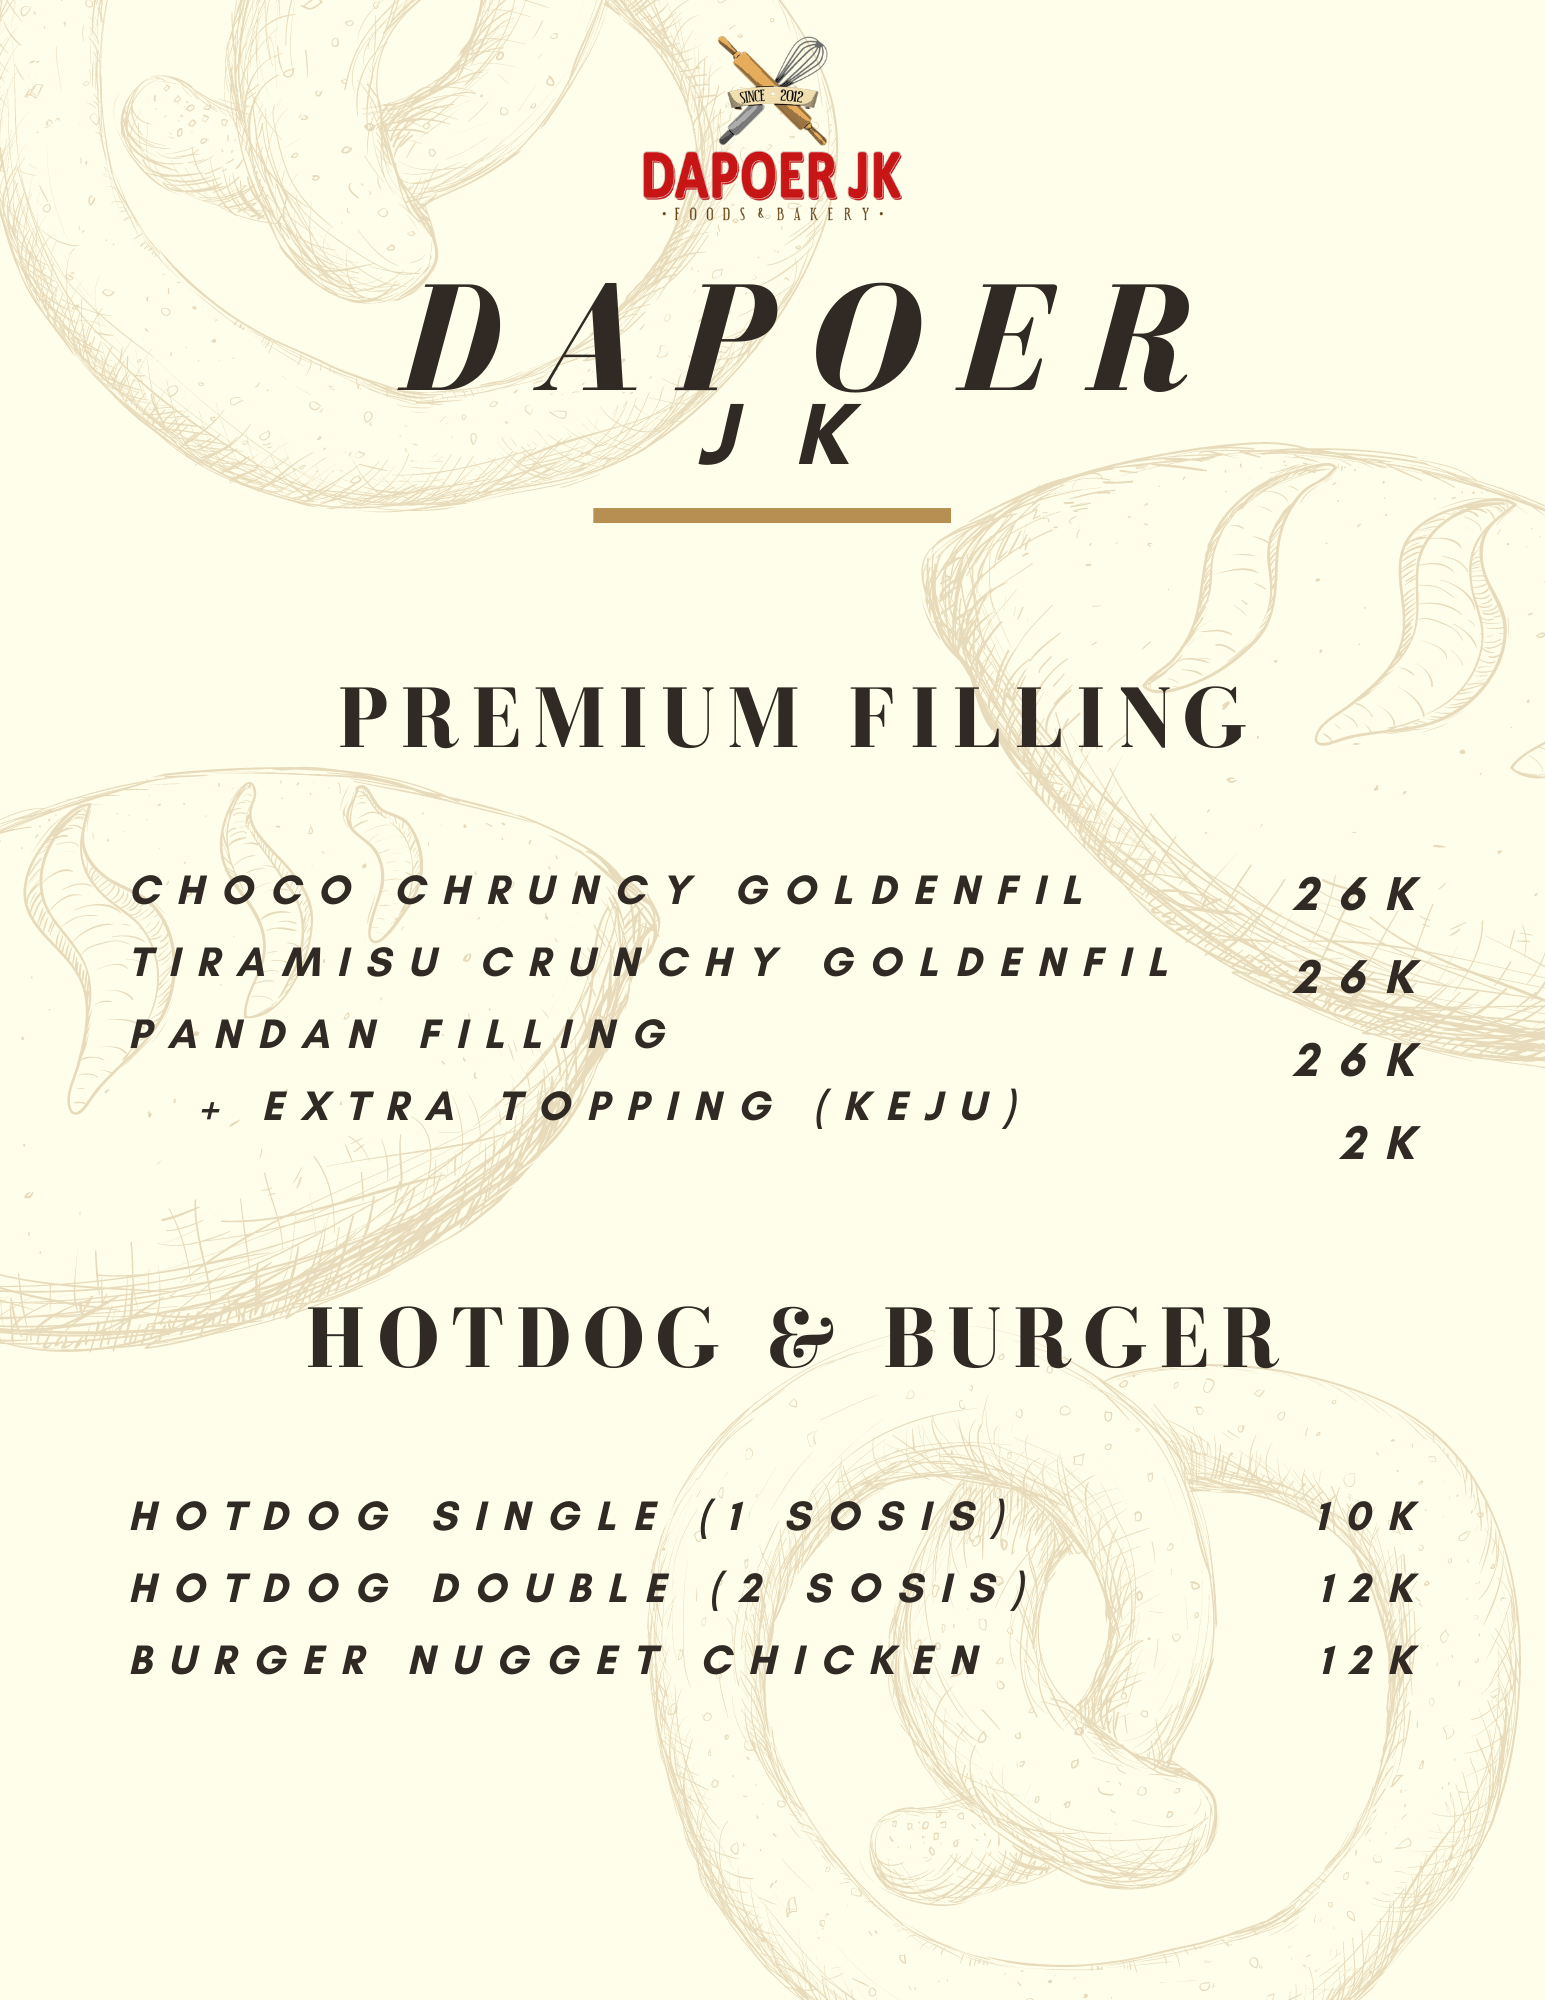 SINCE - 2012
DAPOER JK
• FOODS & BAKERY •
DAPOER
JK
PREMIUM FILLING
CHOCO CHRUNCY GOLDENFIL 26K
TIRAMISU CRUNCHY GOLDENFIL 26K
PANDAN FILLING 26K
+ EXTRA TOPPING (KEJU) 2K
HOTDOG & BURGER
HOTDOG SINGLE (1 SOSIS) 10K
HOTDOG DOUBLE (2 SOSIS) 12K
BURGER NUGGET CHICKEN 12K